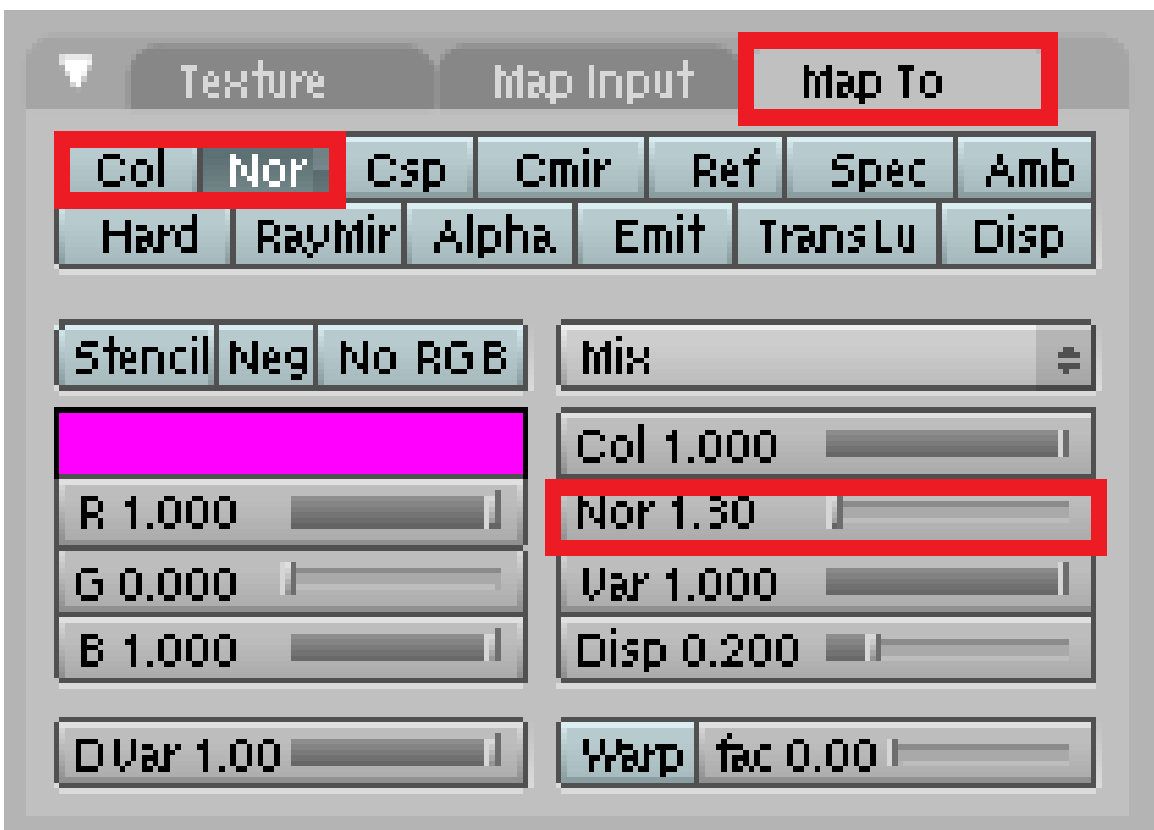 Texture Map Input Map To
Col Nor Csp Cmir Ref Spec Amb
Hard RayMir Alpha Emit TransLu Disp
Stencil Neg No RGB Mix
Col 1.000
R 1.000 Nor 1.30
G 0.000 Var 1.000
B 1.000 Disp 0.200
DVar 1.00 Warp fac 0.00